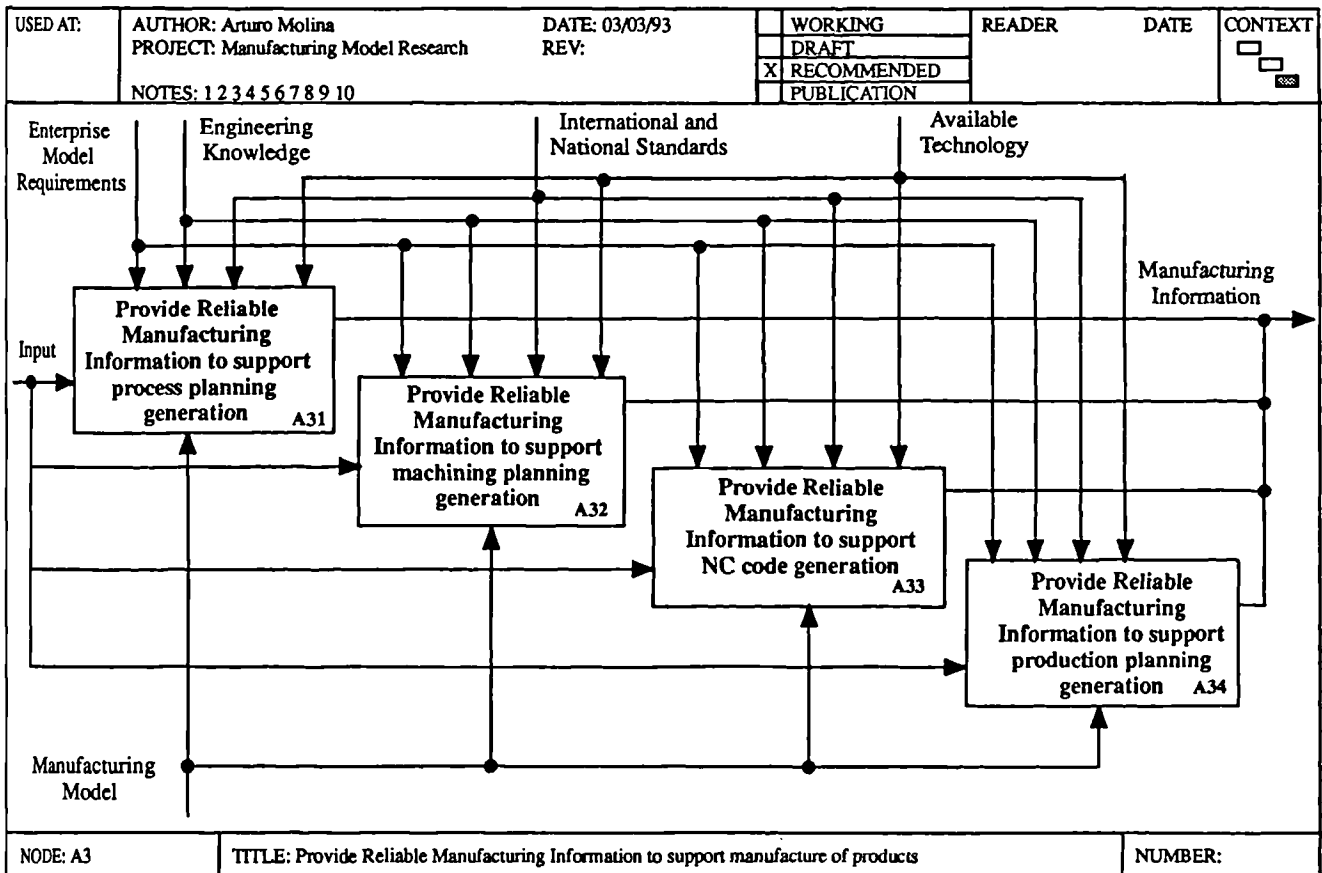 USED AT:
AUTHOR: Arturo Molina
DATE: 03/03/93
PROJECT: Manufacturing Model Research
REV:
NOTES: 1 2 3 4 5 6 7 8 9 10
WORKING
DRAFT
X RECOMMENDED
PUBLICATION
READER
DATE
CONTEXT
Enterprise
Model
Requirements
Engineering
Knowledge
International and
National Standards
Available
Technology
Manufacturing
Information
Input
Provide Reliable
Manufacturing
Information to support
process planning
generation
A31
Provide Reliable
Manufacturing
Information to support
machining planning
generation
A32
Provide Reliable
Manufacturing
Information to support
NC code generation
A33
Provide Reliable
Manufacturing
Information to support
production planning
generation A34
Manufacturing
Model
NODE: A3
TITLE: Provide Reliable Manufacturing Information to support manufacture of products
NUMBER: